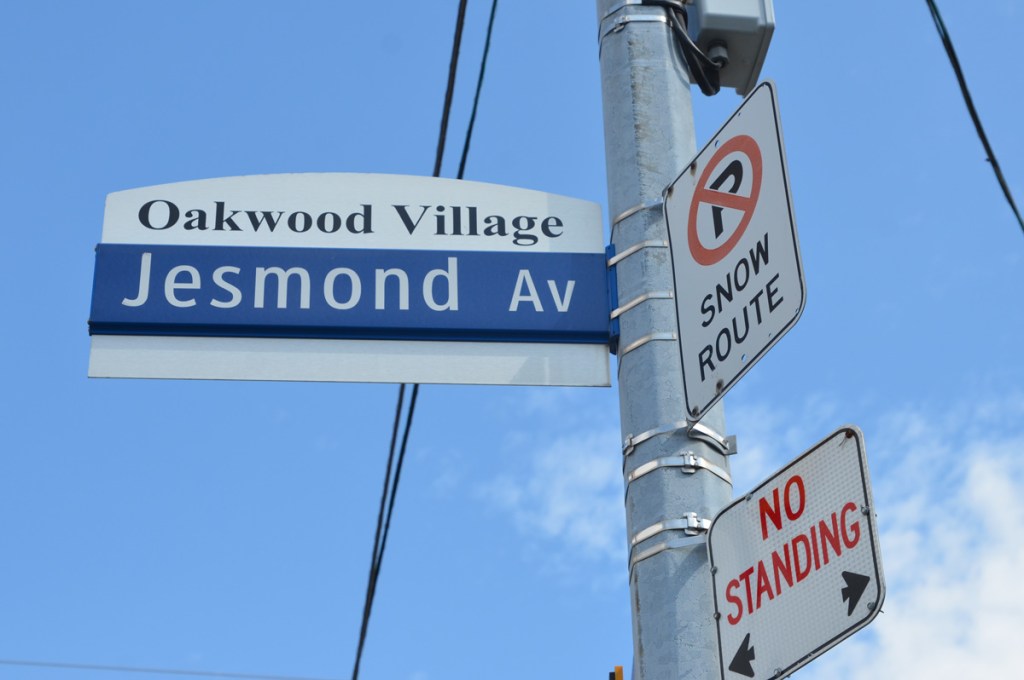 Oakwood Village
Jesmond Av
P
SNOW
ROUTE
NO
STANDING